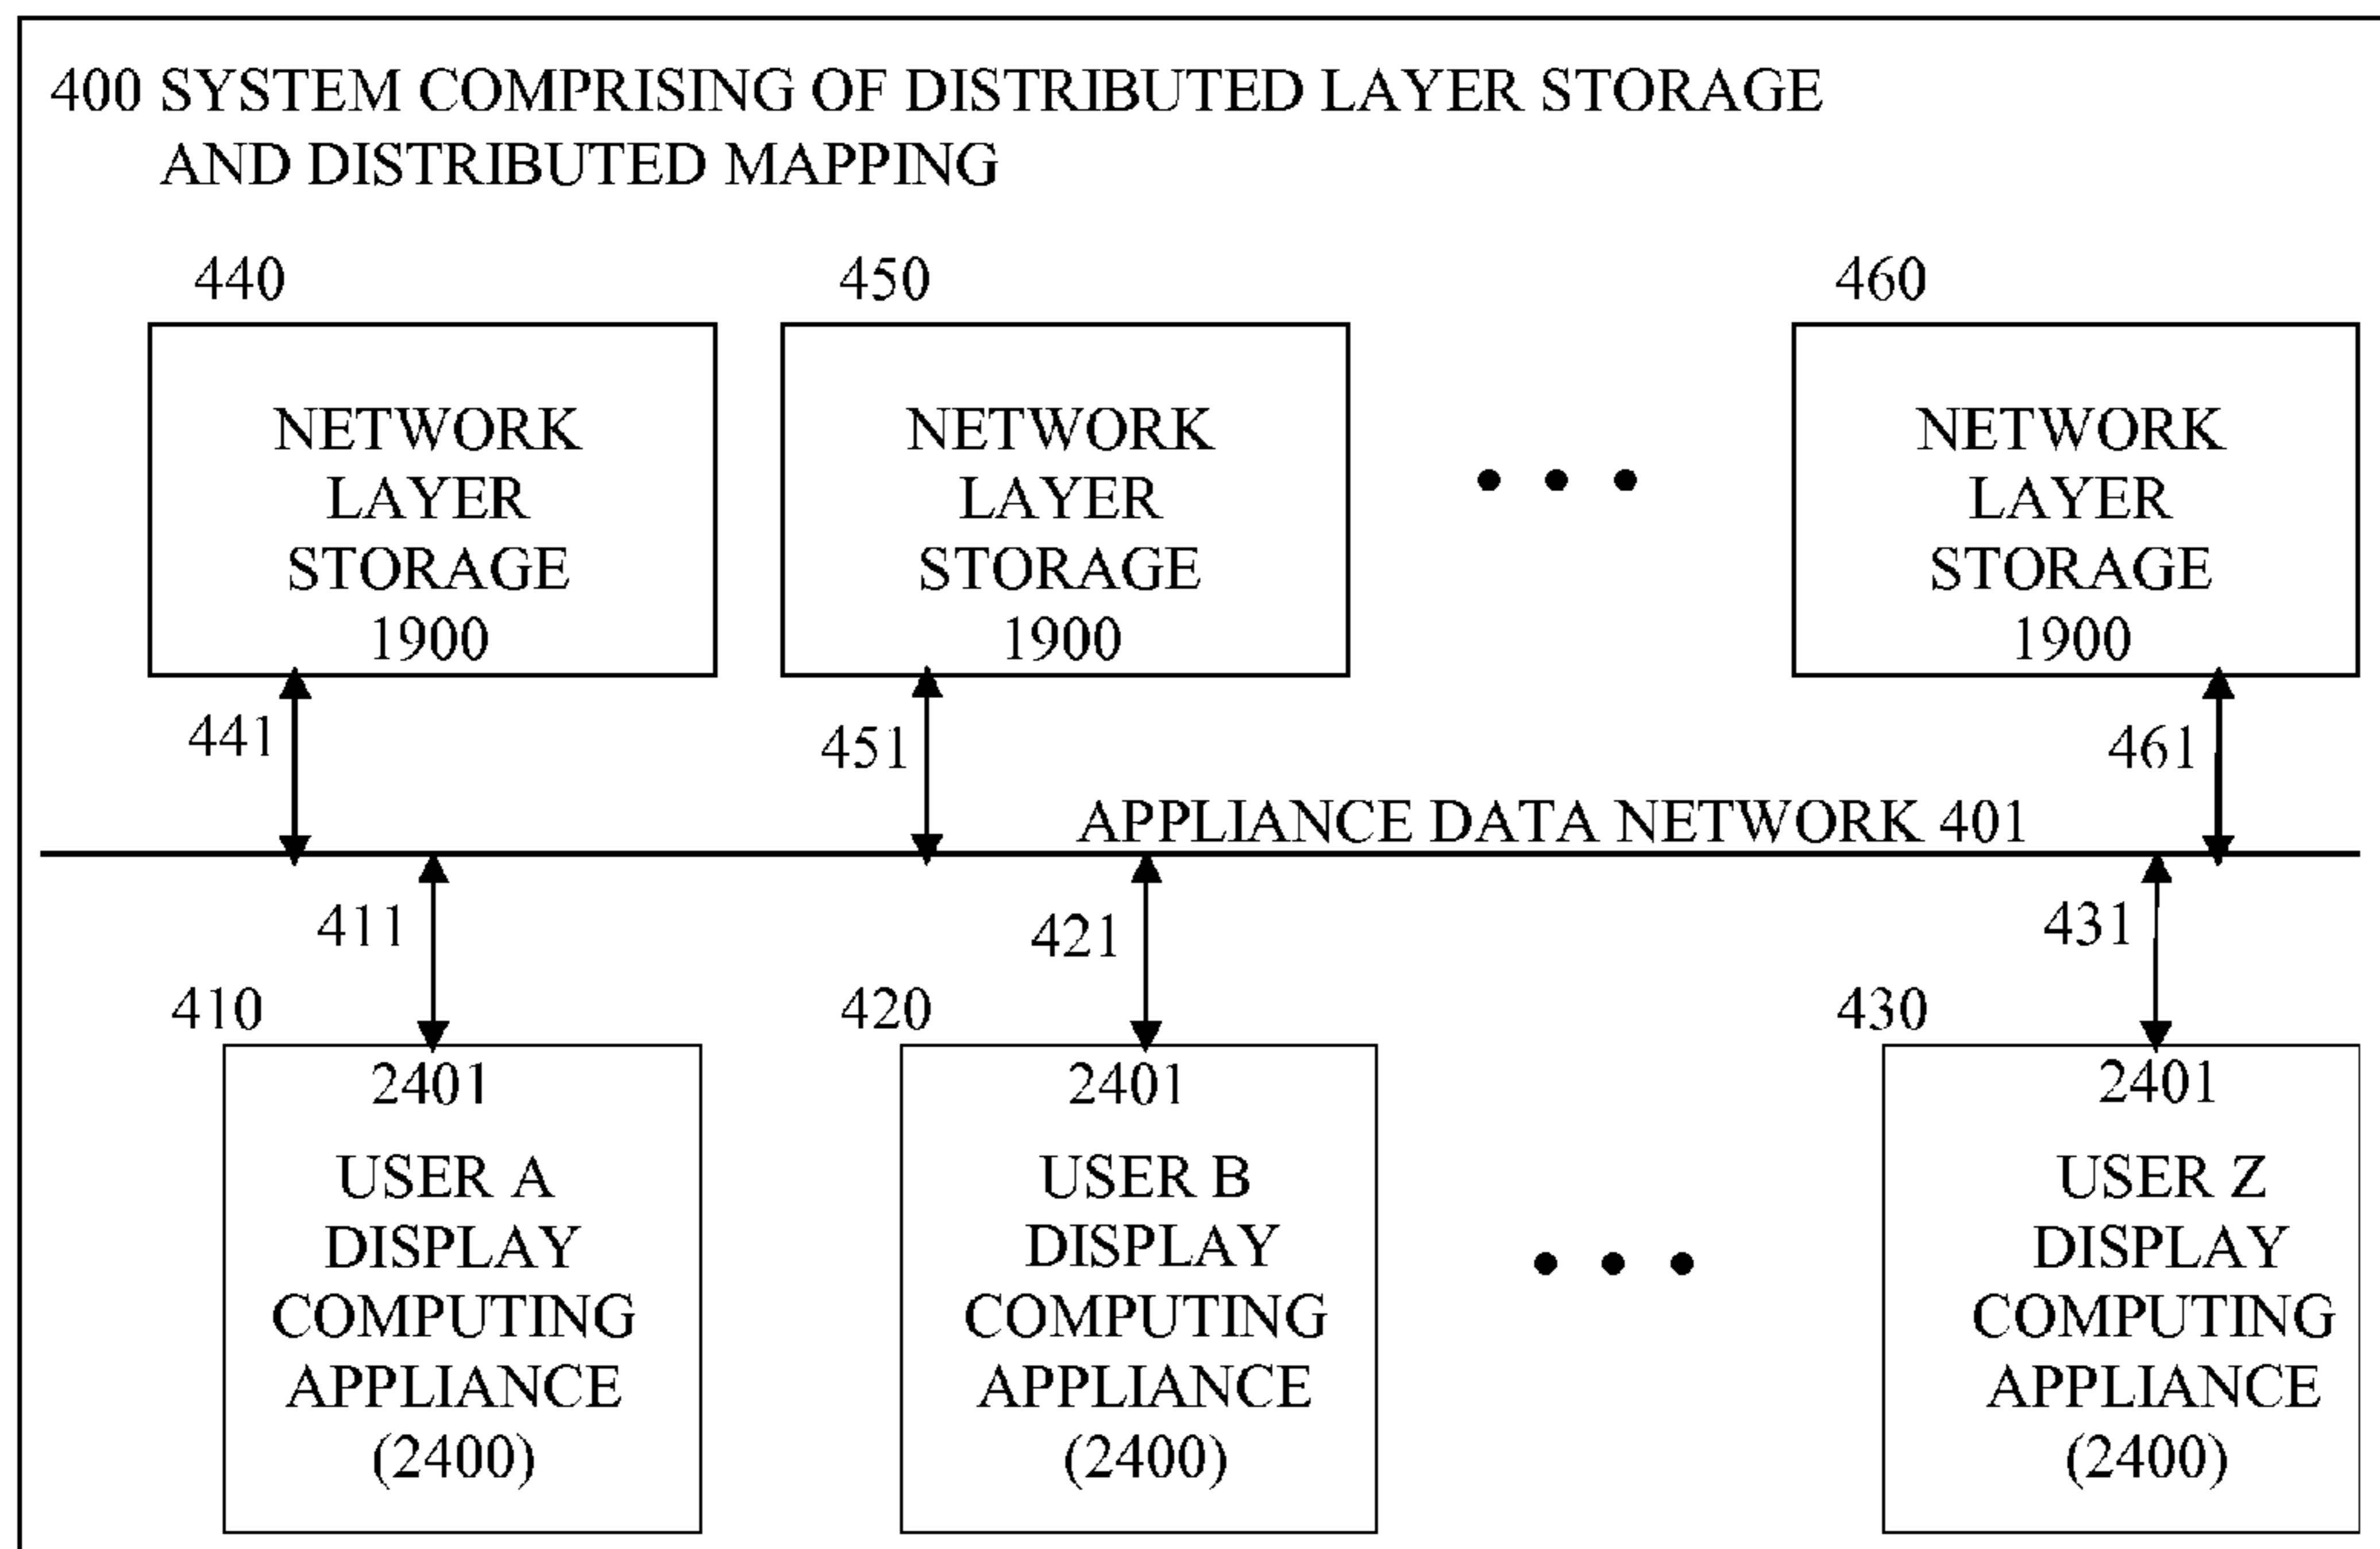 400 SYSTEM COMPRISING OF DISTRIBUTED LAYER STORAGE
AND DISTRIBUTED MAPPING
440
450
460
NETWORK
LAYER
STORAGE
1900
NETWORK
LAYER
STORAGE
1900
NETWORK
LAYER
STORAGE
1900
441
451
461
APPLIANCE DATA NETWORK 401
411
421
431
410
420
430
2401
USER A
DISPLAY
COMPUTING
APPLIANCE
(2400)
2401
USER B
DISPLAY
COMPUTING
APPLIANCE
(2400)
2401
USER Z
DISPLAY
COMPUTING
APPLIANCE
(2400)